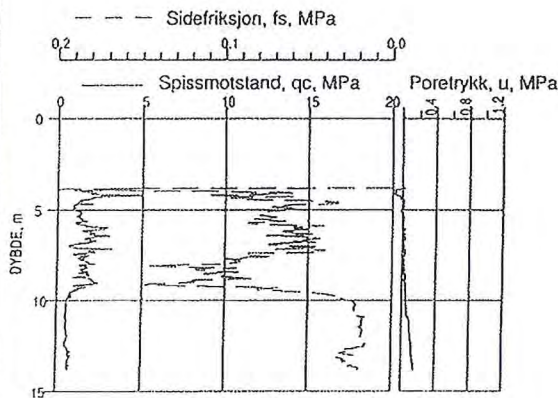 Sidefriksjon, fs, MPa
0,2 0,1 0,0
Spissmotstand, qc, MPa Poretrykk, u, MPa
0 5 10 15 20 0,4 0,8 1,2
0
5
10
15
DYBDE, m